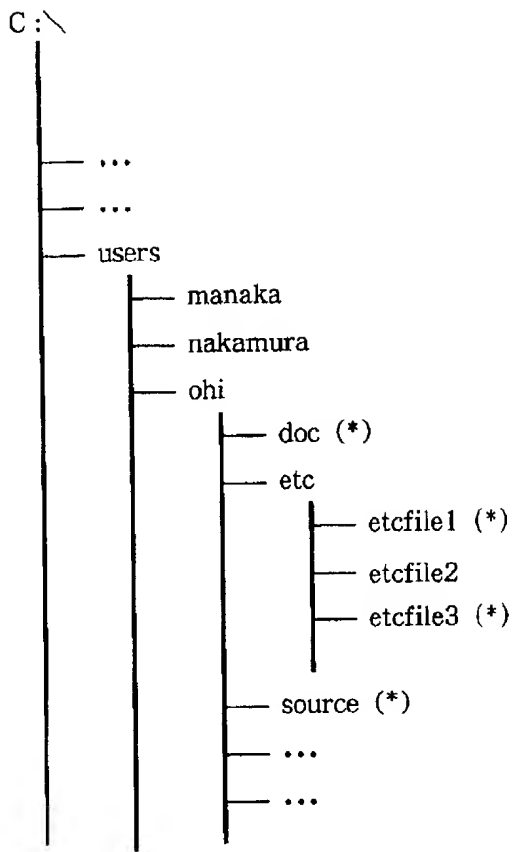 C:\
...
...
users
manaka
nakamura
ohi
doc (*)
etc
etcfile1 (*)
etcfile2
etcfile3 (*)
source (*)
...
...